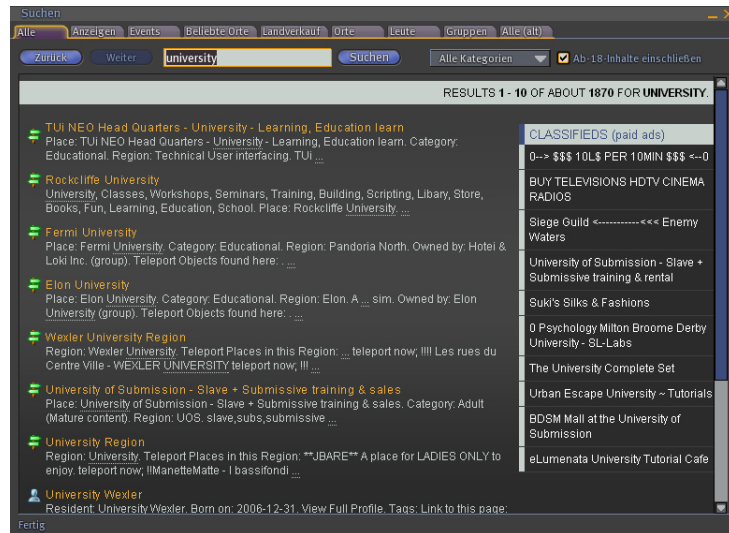 Suchen
Alle Anzeigen Events Beliebte Orte Landverkauf Orte Leute Gruppen Alle (alt)
Zurück Weiter university Suchen Alle Kategorien Ab-18-Inhalte einschließen
RESULTS 1 - 10 OF ABOUT 1870 FOR UNIVERSITY.
TUi NEO Head Quarters - University - Learning, Education learn
Place: TUi NEO Head Quarters - University - Learning, Education learn. Category:
Educational. Region: Technical User interfacing. TUi ...
Rockcliffe University
University, Classes, Workshops, Seminars, Training, Building, Scripting, Libary, Store,
Books, Fun, Learning, Education, School. Place: Rockcliffe University. ...
Fermi University
Place: Fermi University. Category: Educational. Region: Pandoria North. Owned by: Hotei &
Loki Inc. (group). Teleport Objects found here: . ...
Elon University
Place: Elon University. Category: Educational. Region: Elon. A ... sim. Owned by: Elon
University (group). Teleport Objects found here: . ...
Wexler University Region
Region: Wexler University. Teleport Places in this Region: ... teleport now; !!!! Les rues du
Centre Ville - WEXLER UNIVERSITY teleport now; !!! ...
University of Submission - Slave + Submissive training & sales
Place: University of Submission - Slave + Submissive training & sales. Category: Adult
(Mature content). Region: UOS. slave,subs,submissive ...
University Region
Region: University. Teleport Places in this Region: **JBARE** A place for LADIES ONLY to
enjoy. teleport now; !!ManetteMatte - I bassifondi ...
University Wexler
Resident: University Wexler. Born on: 2006-12-31. View Full Profile. Tags: Link to this page:
CLASSIFIEDS (paid ads)
0--> $$$ 10L$ PER 10MIN $$$ <--0
BUY TELEVISIONS HDTV CINEMA
RADIOS
Siege Guild <-----------<<< Enemy
Waters
University of Submission - Slave +
Submissive training & rental
Suki's Silks & Fashions
0 Psychology Milton Broome Derby
University - SL-Labs
The University Complete Set
Urban Escape University ~ Tutorials
BDSM Mall at the University of
Submission
eLumenata University Tutorial Cafe
Fertig